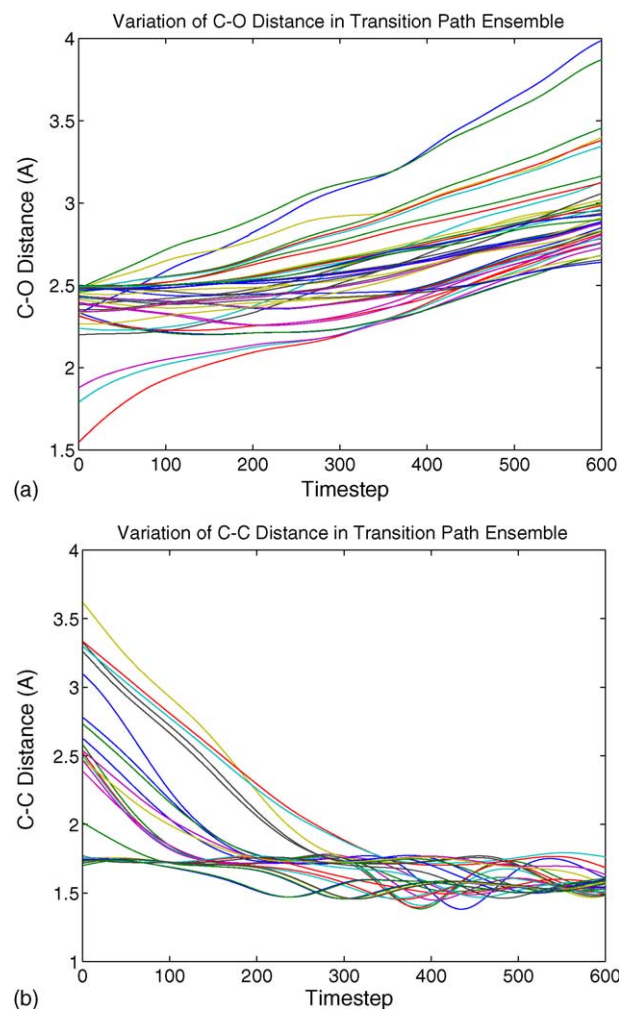 Variation of C-O Distance in Transition Path Ensemble
4
3.5
3
2.5
2
1.5
C-O Distance (A)
0 100 200 300 400 500 600
Timestep
(a)
Variation of C-C Distance in Transition Path Ensemble
4
3.5
3
2.5
2
1.5
1
C-C Distance (A)
0 100 200 300 400 500 600
Timestep
(b)